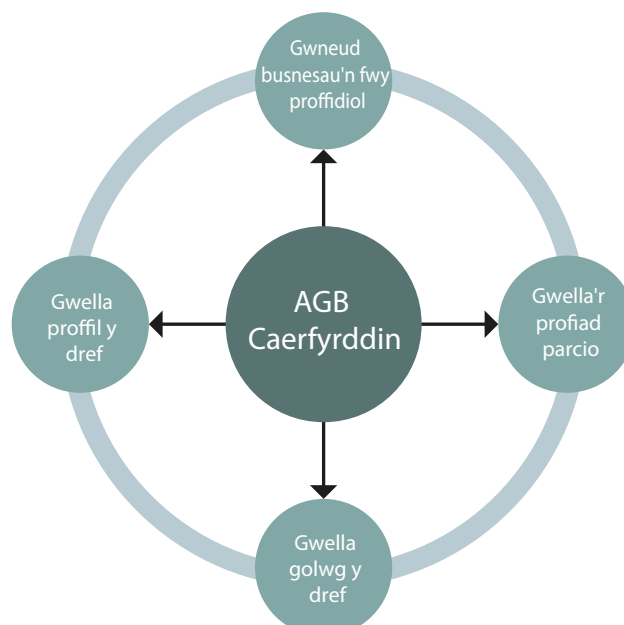 Gwneud
busnesau'n fwy
proffidiol
Gwella
proffil y
dref
AGB
Caerfyrddin
Gwella'r
profiad
parcio
Gwella
golwg y
dref